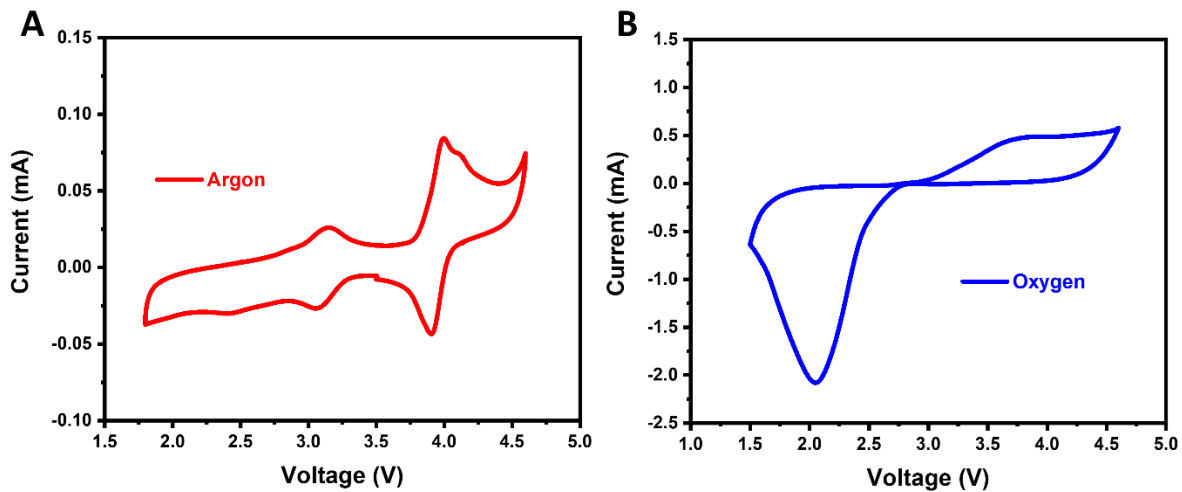 A
0.15
0.10
0.05
0.00
-0.05
-0.10
Current (mA)
Argon
1.5 2.0 2.5 3.0 3.5 4.0 4.5 5.0
Voltage (V)
B
1.5
1.0
0.5
0.0
-0.5
-1.0
-1.5
-2.0
-2.5
Current (mA)
Oxygen
1.0 1.5 2.0 2.5 3.0 3.5 4.0 4.5 5.0
Voltage (V)